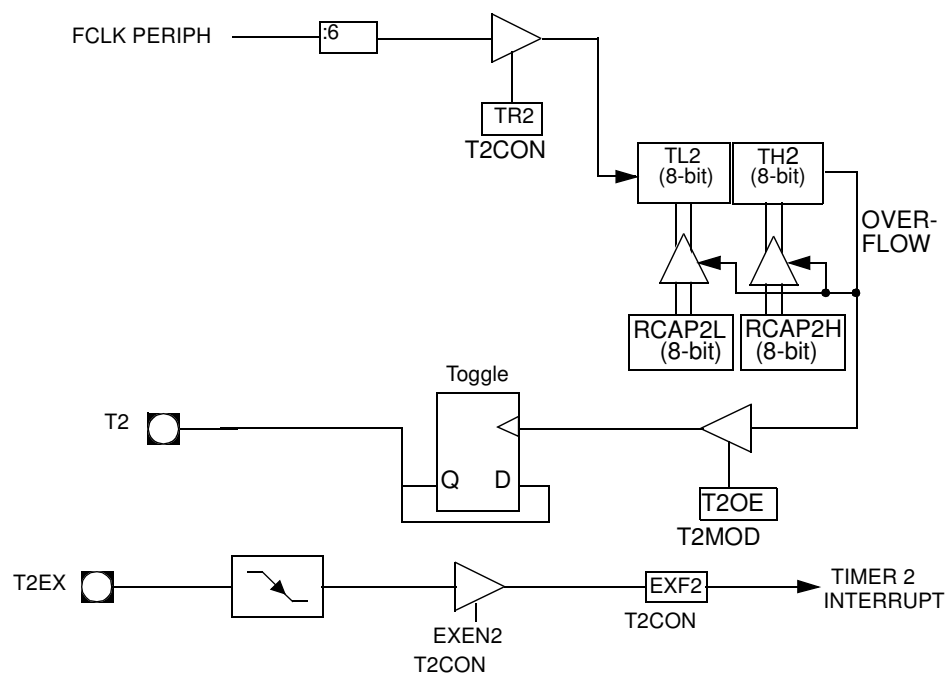 FCLK PERIPH
:6
TR2
T2CON
TL2
(8-bit)
TH2
(8-bit)
OVER-
FLOW
RCAP2L
(8-bit)
RCAP2H
(8-bit)
Toggle
T2
Q D
T2OE
T2MOD
T2EX
EXEN2
T2CON
EXF2
T2CON
TIMER 2
INTERRUPT